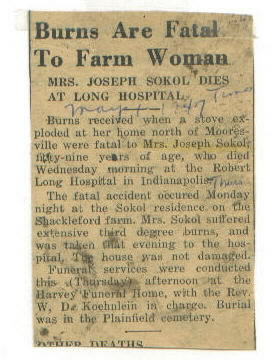 Burns Are Fatal
To Farm Woman
MRS. JOSEPH SOKOL DIES
AT LONG HOSPITAL
Times
Burns received when a stove ex-
ploded at her home north of Moores-
ville were fatal to Mrs. Joseph Sokol,
fifty-nine years of age, who died
Wednesday morning at the Robert
Long Hospital in Indianapolis.
The fatal accident occured Monday
night at the Sokol residence on the
Shackleford farm. Mrs. Sokol suffered
extensive third degree burns, and
was taken that evening to the hos-
pital. The house was not damaged.
Funeral services were conducted
this (Thursday) afternoon at the
Harvey Funeral Home, with the Rev.
W. D. Koehnlein in charge. Burial
was in the Plainfield cemetery.
OTHER DEATHS